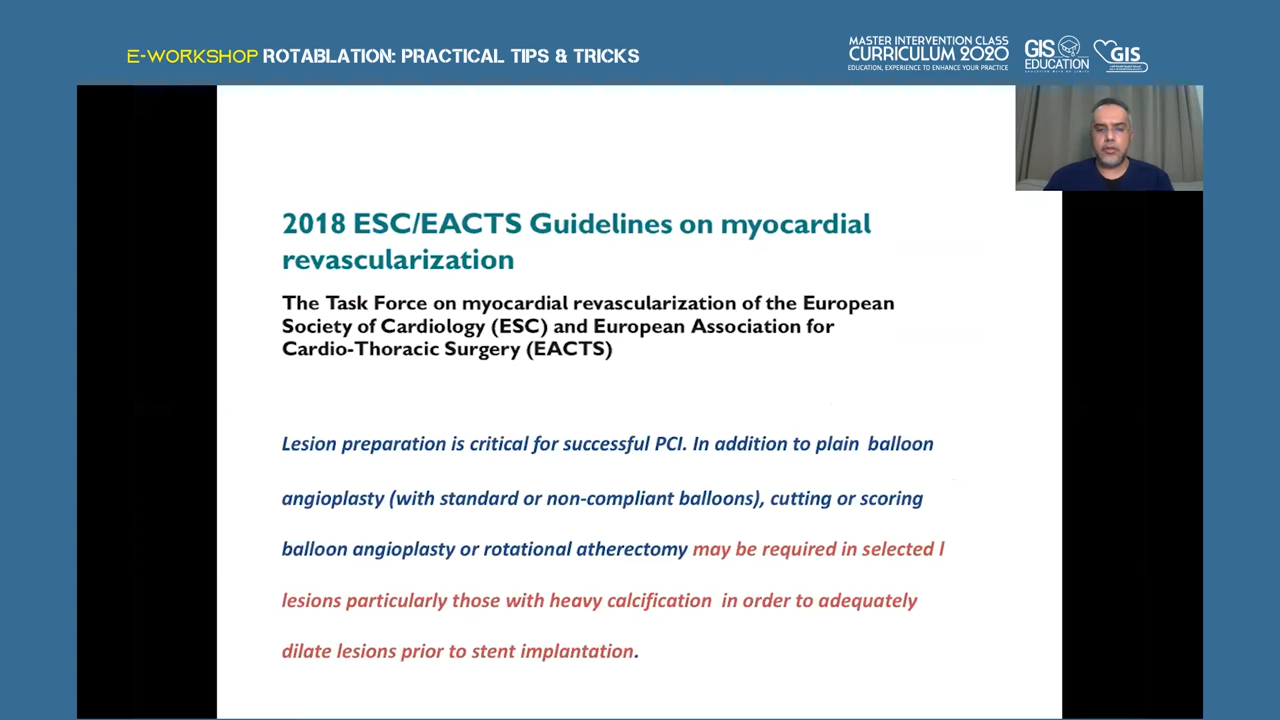 E-WORKSHOP ROTABLATION: PRACTICAL TIPS & TRICKS
MASTER INTERVENTION CLASS
CURRICULUM 2020
EDUCATION, EXPERIENCE TO ENHANCE YOUR PRACTICE
GIS
EDUCATION
GIS
2018 ESC/EACTS Guidelines on myocardial
revascularization
The Task Force on myocardial revascularization of the European
Society of Cardiology (ESC) and European Association for
Cardio-Thoracic Surgery (EACTS)
Lesion preparation is critical for successful PCI. In addition to plain balloon
angioplasty (with standard or non-compliant balloons), cutting or scoring
balloon angioplasty or rotational atherectomy may be required in selected l
lesions particularly those with heavy calcification in order to adequately
dilate lesions prior to stent implantation.